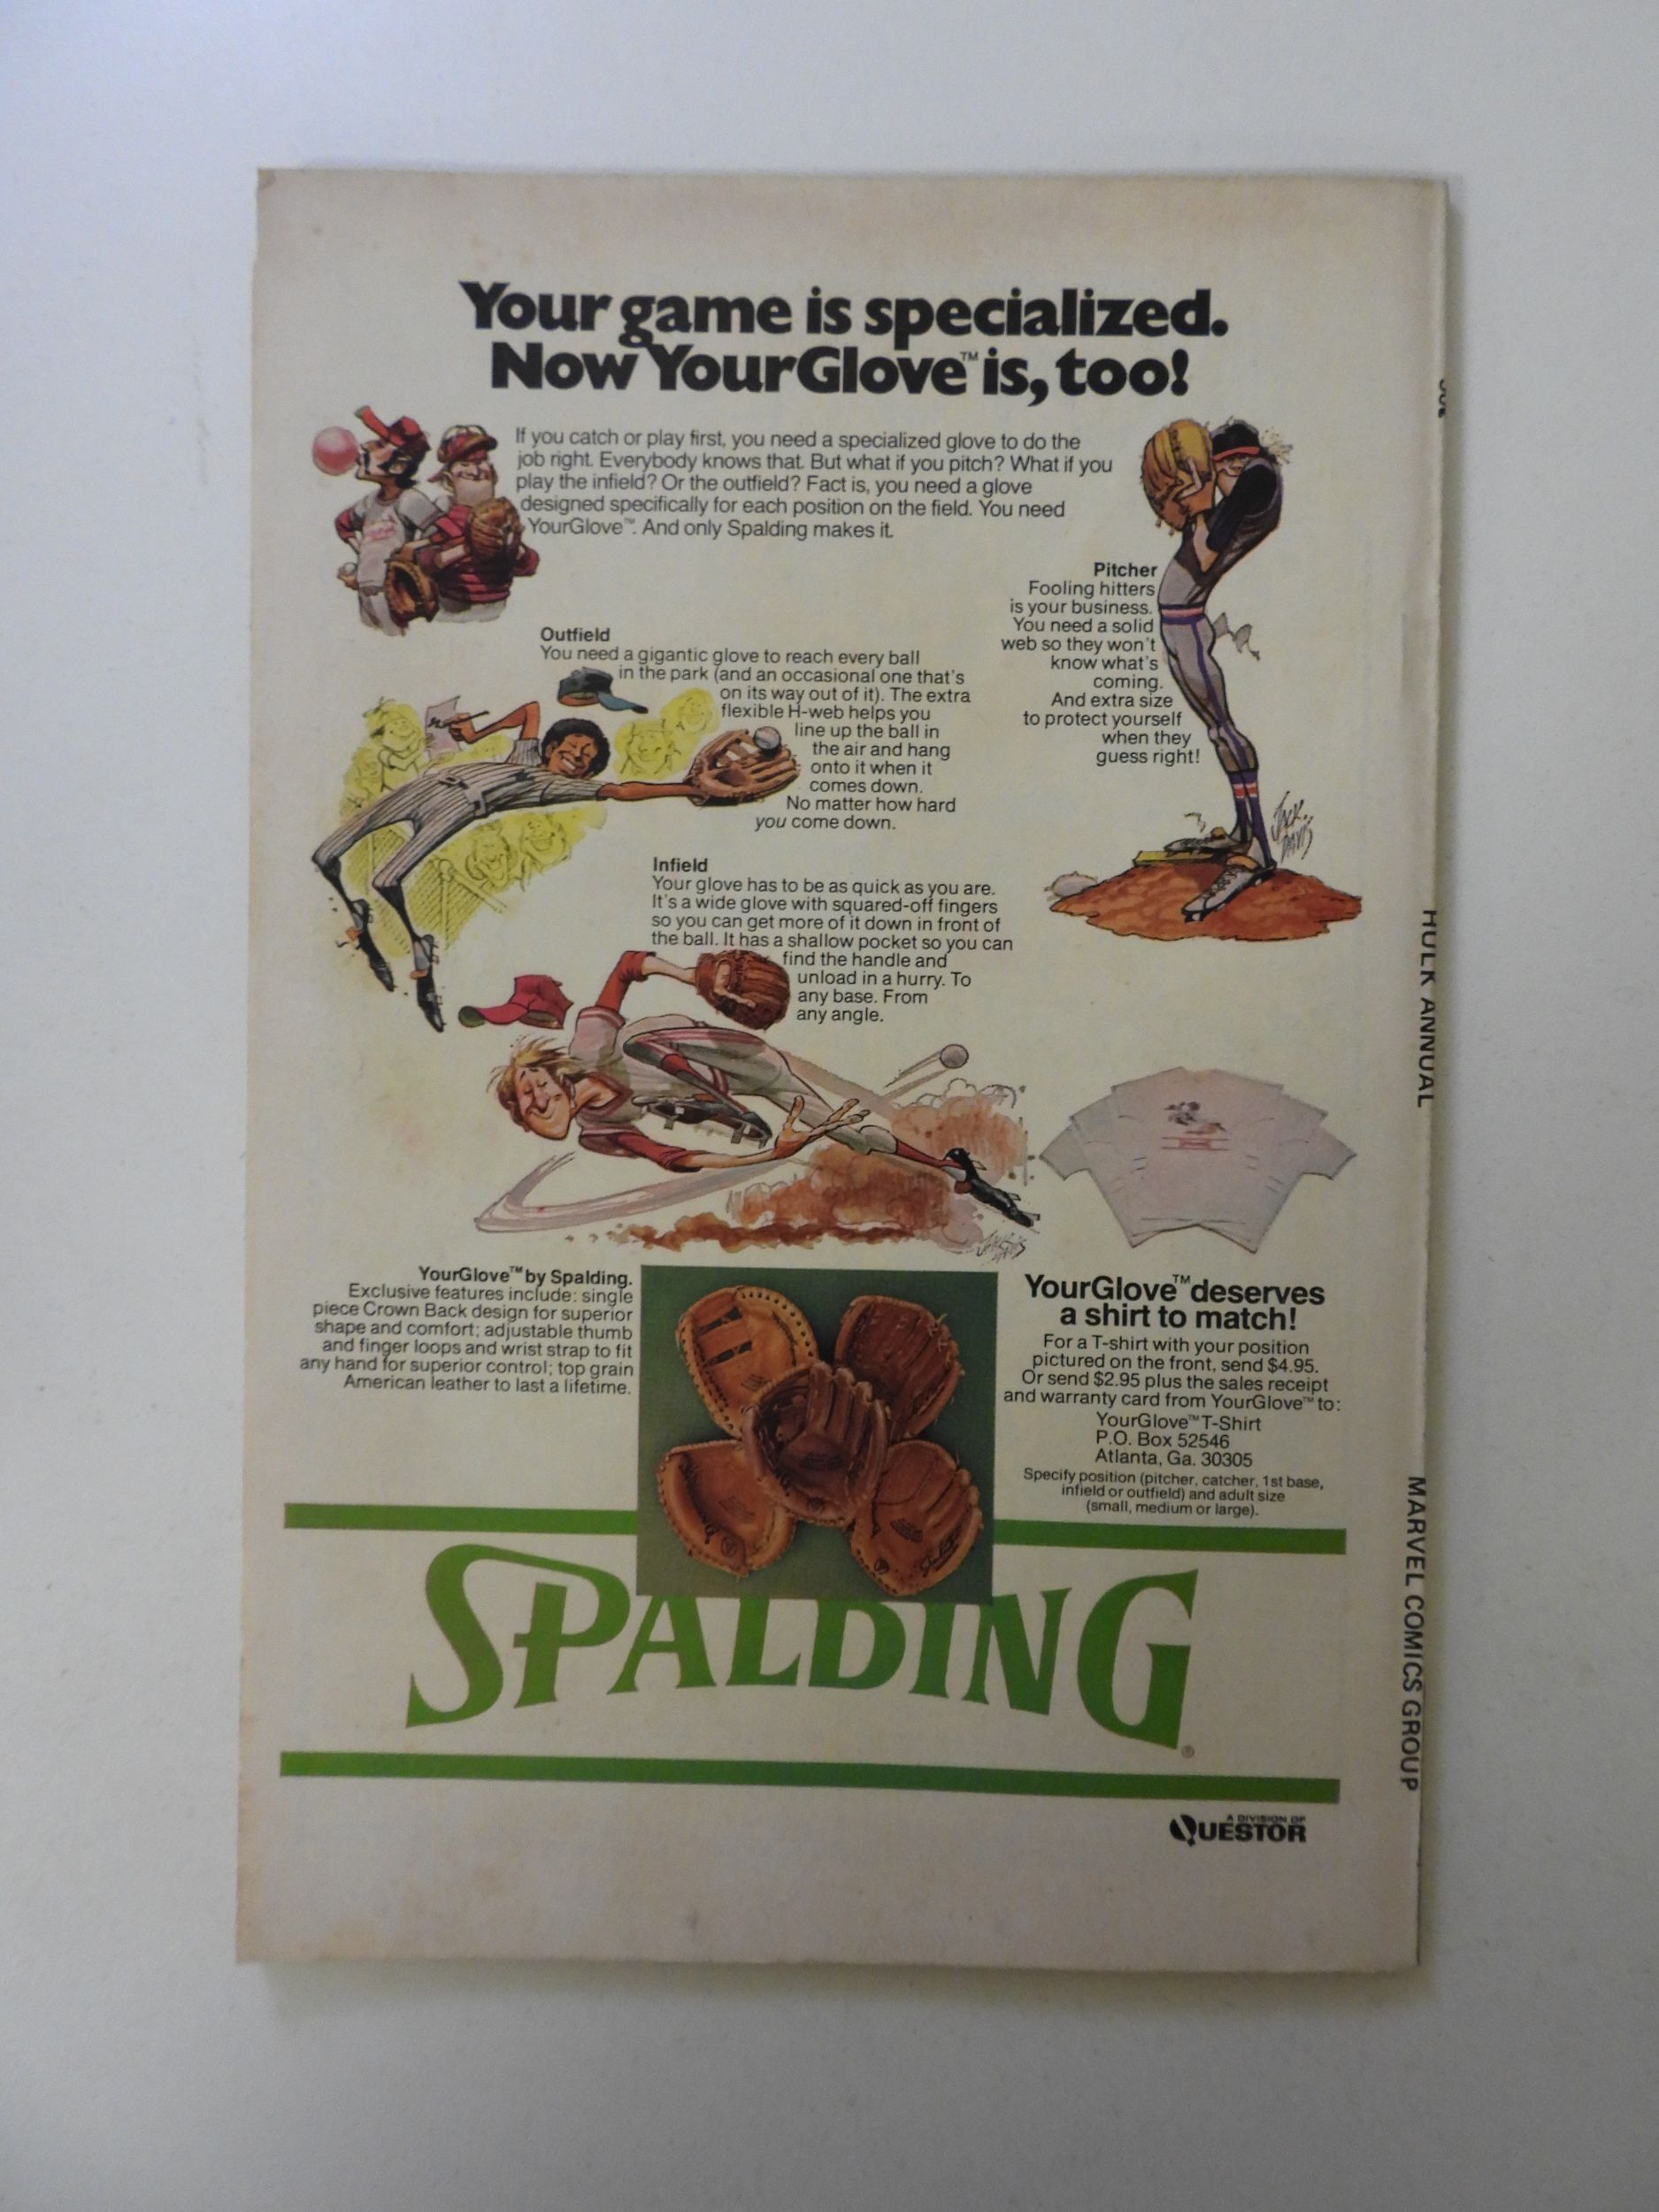 Your game is specialized.
Now YourGlove™ is, too!
If you catch or play first, you need a specialized glove to do the
job right. Everybody knows that. But what if you pitch? What if you
play the infield? Or the outfield? Fact is, you need a glove
designed specifically for each position on the field. You need
YourGlove™. And only Spalding makes it.
Pitcher
Fooling hitters
is your business.
You need a solid
web so they won't
know what's
coming.
And extra size
to protect yourself
when they
guess right!
JACK DAVIS
Outfield
You need a gigantic glove to reach every ball
in the park (and an occasional one that's
on its way out of it). The extra
flexible H-web helps you
line up the ball in
the air and hang
onto it when it
comes down.
No matter how hard
you come down.
Infield
Your glove has to be as quick as you are.
It's a wide glove with squared-off fingers
so you can get more of it down in front of
the ball. It has a shallow pocket so you can
find the handle and
unload in a hurry. To
any base. From
any angle.
YourGlove™ by Spalding.
Exclusive features include: single
piece Crown Back design for superior
shape and comfort; adjustable thumb
and finger loops and wrist strap to fit
any hand for superior control; top grain
American leather to last a lifetime.
YourGlove™ deserves
a shirt to match!
For a T-shirt with your position
pictured on the front, send $4.95.
Or send $2.95 plus the sales receipt
and warranty card from YourGlove™ to:
YourGlove™ T-Shirt
P.O. Box 52546
Atlanta, Ga. 30305
Specify position (pitcher, catcher, 1st base,
infield or outfield) and adult size
(small, medium or large).
SPALDING®
A DIVISION OF
QUESTOR
HULK ANNUAL
MARVEL COMICS GROUP